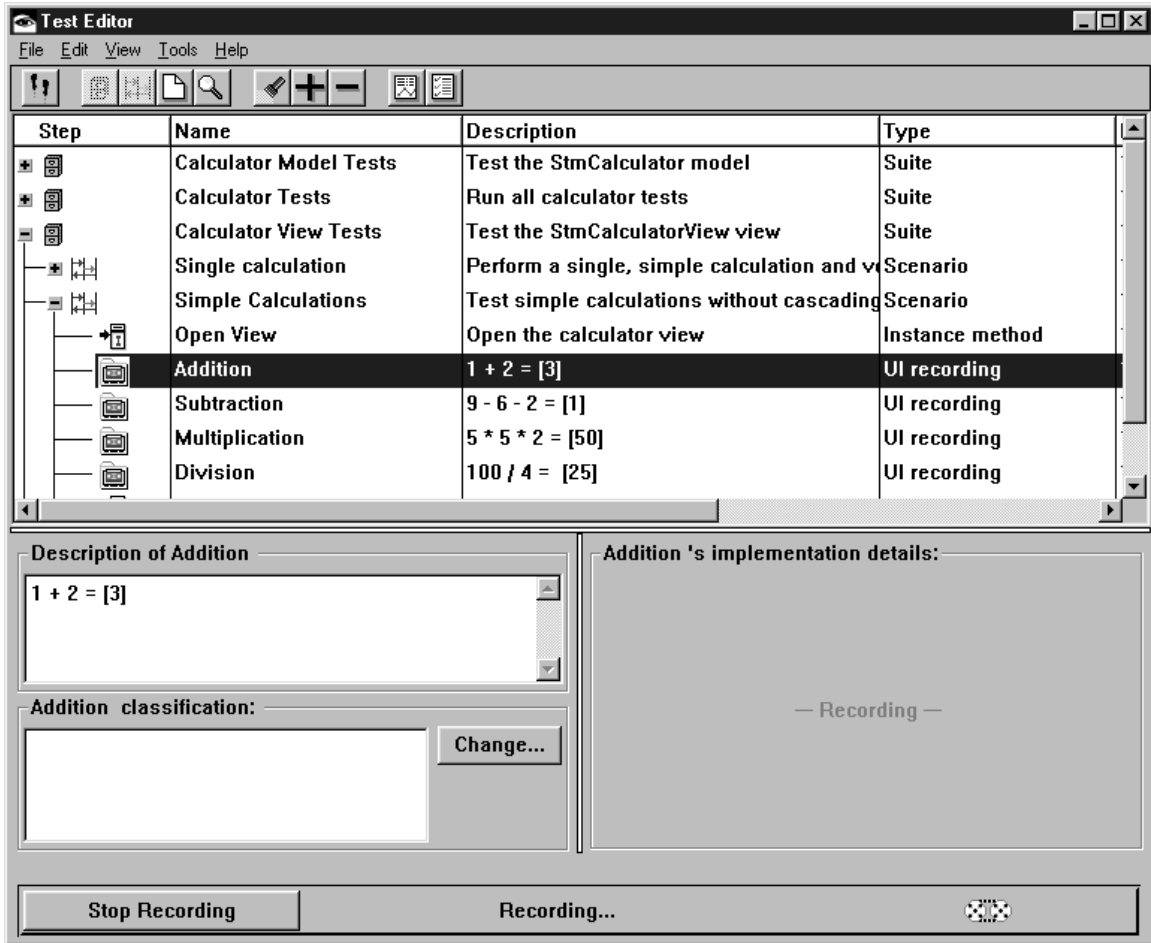 Test Editor
File Edit View Tools Help
Step Name Description Type
Calculator Model Tests Test the StmCalculator model Suite
Calculator Tests Run all calculator tests Suite
Calculator View Tests Test the StmCalculatorView view Suite
Single calculation Perform a single, simple calculation and Scenario
Simple Calculations Test simple calculations without cascading Scenario
Open View Open the calculator view Instance method
Addition 1 + 2 = [3] UI recording
Subtraction 9 - 6 - 2 = [1] UI recording
Multiplication 5 * 5 * 2 = [50] UI recording
Division 100 / 4 = [25] UI recording
Description of Addition
1 + 2 = [3]
Addition classification:
Change...
Addition 's implementation details:
— Recording —
Stop Recording Recording...